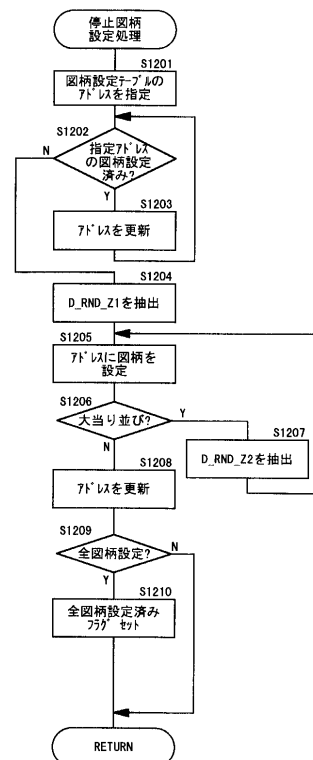 停止図柄
設定処理
S1201
図柄設定テーブルの
アドレスを指定
S1202
N
指定アドレス
の図柄設定
済み?
Y
S1203
アドレスを更新
S1204
D_RND_Z1を抽出
S1205
アドレスに図柄を
設定
S1206
大当り並び?
Y
S1207
N
D_RND_Z2を抽出
S1208
アドレスを更新
S1209
全図柄設定?
N
Y
S1210
全図柄設定済み
フラグ セット
RETURN